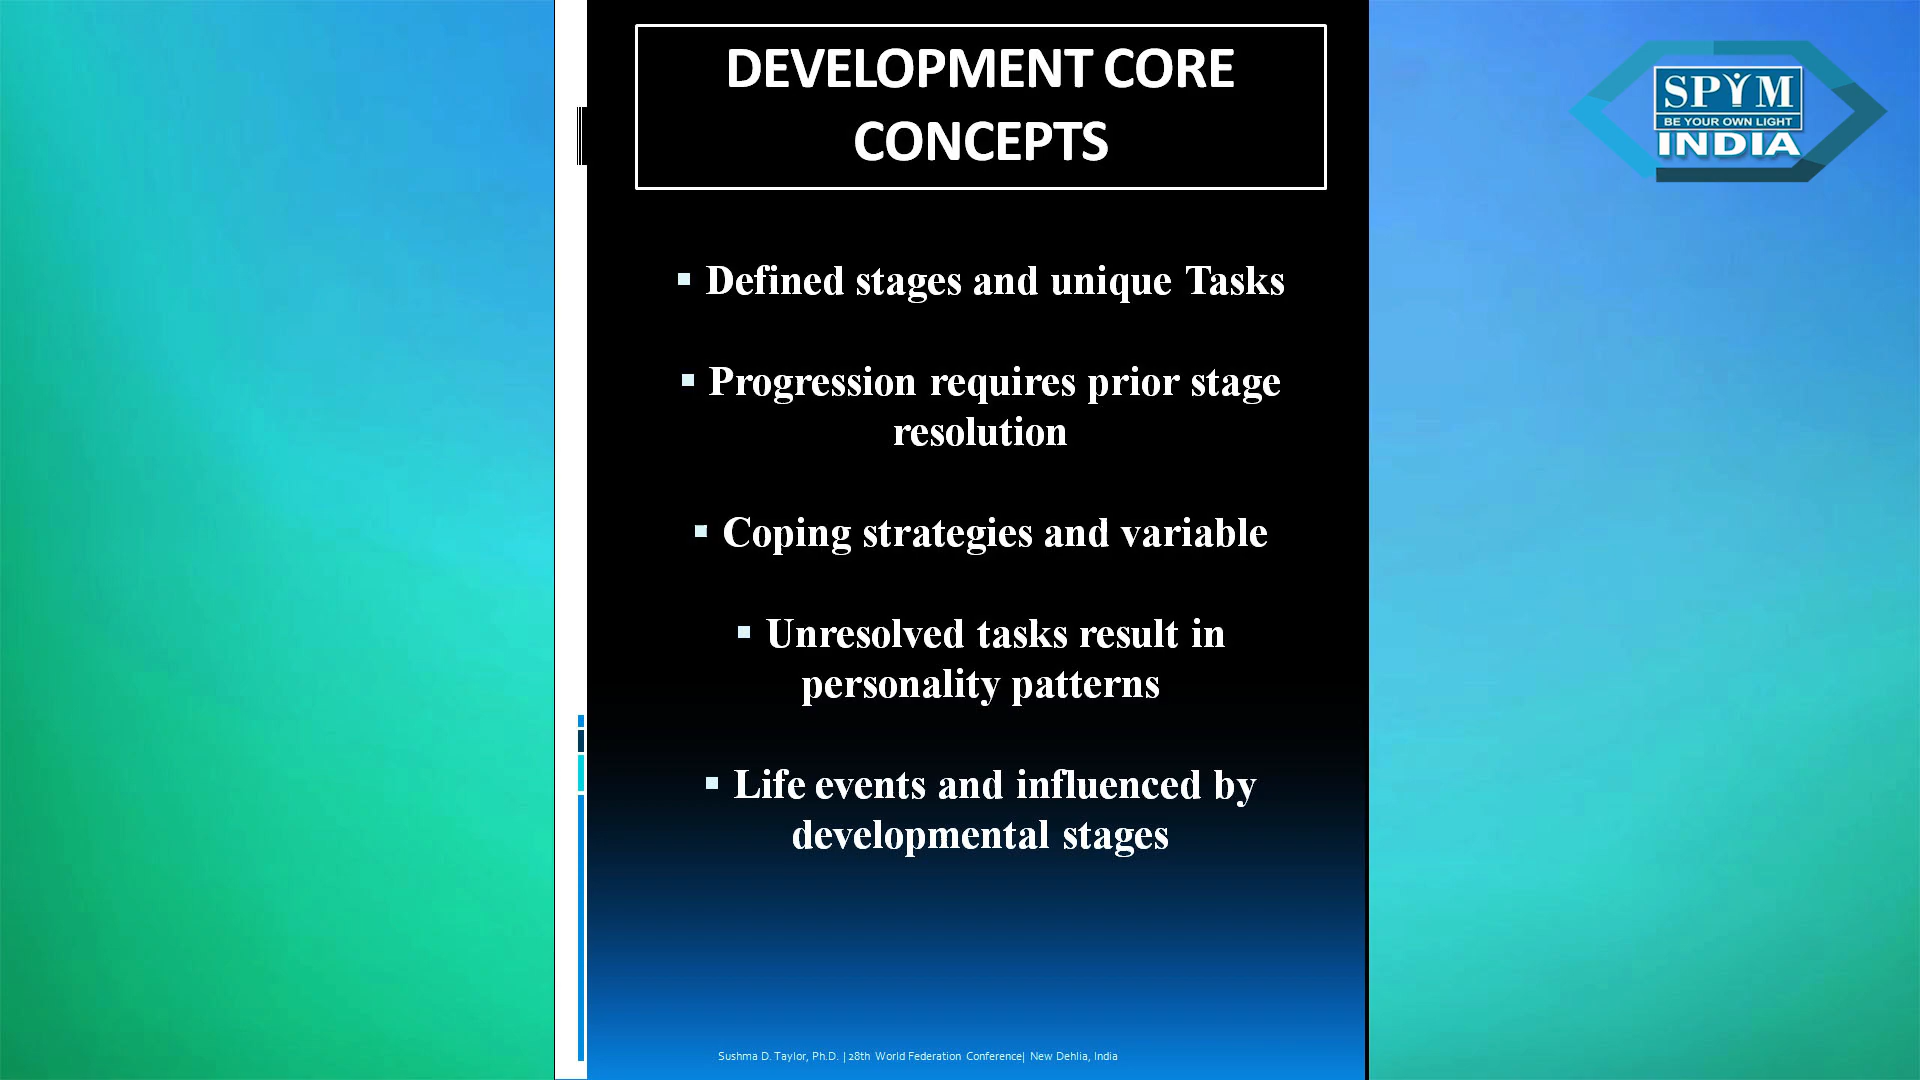 DEVELOPMENT CORE
CONCEPTS
SPYM
BE YOUR OWN LIGHT
INDIA
▪ Defined stages and unique Tasks
▪ Progression requires prior stage
resolution
▪ Coping strategies and variable
▪ Unresolved tasks result in
personality patterns
▪ Life events and influenced by
developmental stages
Sushma D. Taylor, Ph.D. | 28th World Federation Conference| New Dehlia, India